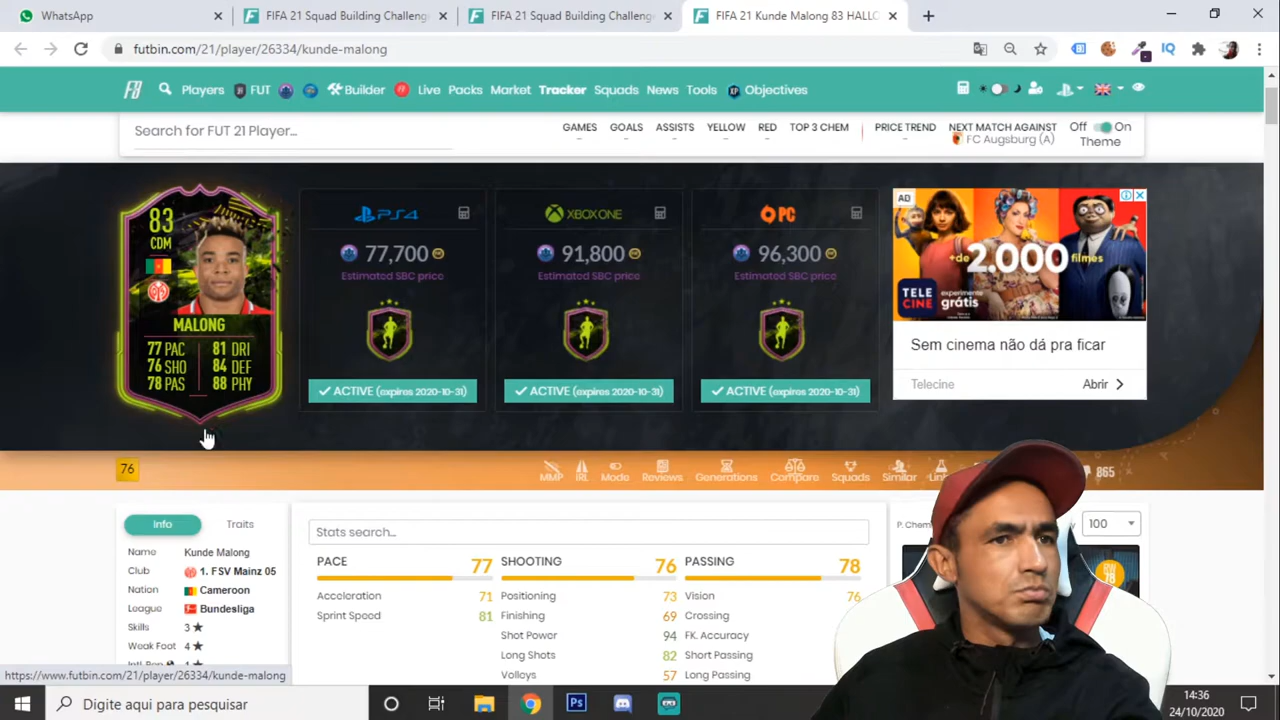 WhatsApp
FIFA 21 Squad Building Challenge
FIFA 21 Squad Building Challenge
FIFA 21 Kunde Malong 83 HALLO
futbin.com/21/player/26334/kunde-malong
Players FUT Builder Live Packs Market Tracker Squads News Tools Objectives
Search for FUT 21 Player...
GAMES GOALS ASSISTS YELLOW RED TOP 3 CHEM PRICE TREND NEXT MATCH AGAINST Off On
- - - - - - - FC Augsburg (A) Theme
83
CDM
MALONG
77 PAC 81 DRI
76 SHO 84 DEF
78 PAS 88 PHY
PS4
77,700
Estimated SBC price
ACTIVE (expires 2020-10-31)
XBOX ONE
91,800
Estimated SBC price
ACTIVE (expires 2020-10-31)
PC
96,300
Estimated SBC price
ACTIVE (expires 2020-10-31)
AD
+de 2.000 filmes
TELE CINE experimente grátis
Sem cinema não dá pra ficar
Telecine Abrir
76 MMP IRL Mode Reviews Generations Compare Squads Similar 865
Info Traits
Name Kunde Malong
Club 1. FSV Mainz 05
Nation Cameroon
League Bundesliga
Skills 3
Weak Foot 4
Stats search...
PACE 77
Acceleration 71
Sprint Speed 81
SHOOTING 76
Positioning 73
Finishing 69
Shot Power 94
Long Shots 82
Volleys 57
PASSING 78
Vision 76
Crossing
FK. Accuracy
Short Passing
Long Passing
P. Chem 100
RW
78
https://www.futbin.com/21/player/26334/kunde-malong
Digite aqui para pesquisar
14:36
24/10/2020